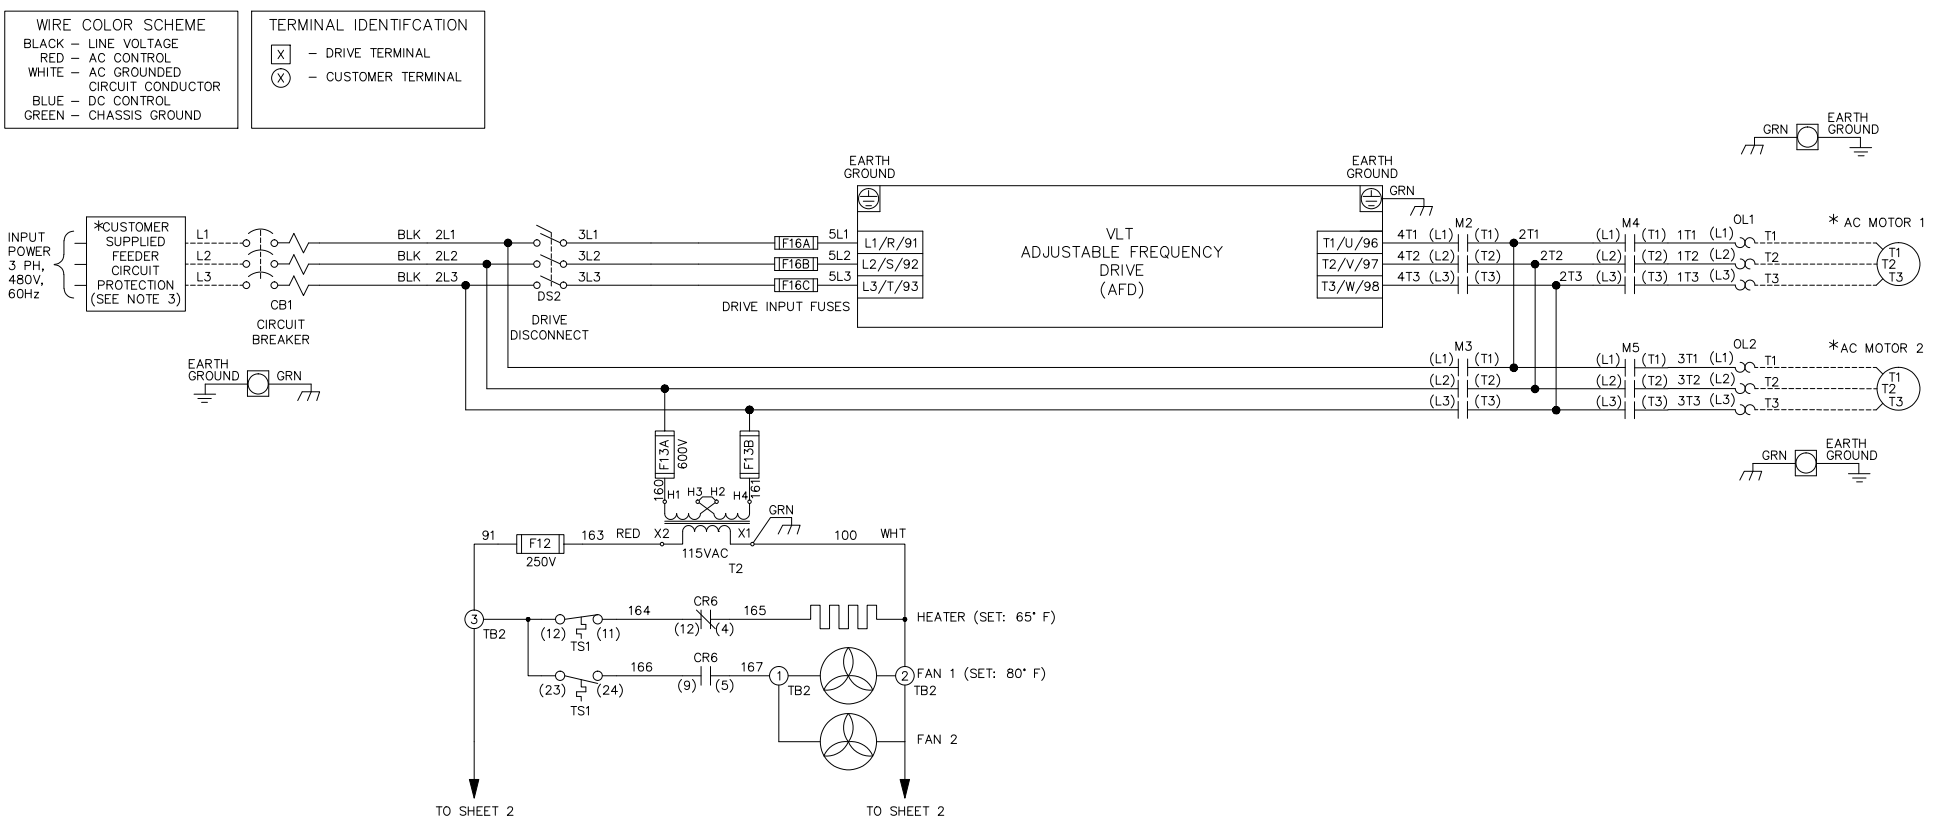 WIRE COLOR SCHEME
BLACK – LINE VOLTAGE
RED – AC CONTROL
WHITE – AC GROUNDED
CIRCUIT CONDUCTOR
BLUE – DC CONTROL
GREEN – CHASSIS GROUND
TERMINAL IDENTIFCATION
X – DRIVE TERMINAL
X – CUSTOMER TERMINAL
GRN
EARTH
GROUND
INPUT
POWER
3 PH,
480V,
60Hz
*CUSTOMER
SUPPLIED
FEEDER
CIRCUIT
PROTECTION
(SEE NOTE 3)
L1
L2
L3
CB1
CIRCUIT
BREAKER
BLK 2L1
BLK 2L2
BLK 2L3
DS2
DRIVE
DISCONNECT
3L1
3L2
3L3
F16A
F16B
F16C
DRIVE INPUT FUSES
5L1
5L2
5L3
EARTH
GROUND
L1/R/91
L2/S/92
L3/T/93
VLT
ADJUSTABLE FREQUENCY
DRIVE
(AFD)
EARTH
GROUND
GRN
T1/U/96
T2/V/97
T3/W/98
4T1 (L1) M2 (T1) 2T1
4T2 (L2) (T2) 2T2
4T3 (L3) (T3) 2T3
(L1) M4 (T1) 1T1 (L1) OL1 T1
(L2) (T2) 1T2 (L2) T2
(L3) (T3) 1T3 (L3) T3
* AC MOTOR 1
T1
T2
T3
EARTH
GROUND
GRN
(L1) M3 (T1)
(L2) (T2)
(L3) (T3)
(L1) M5 (T1) 3T1 (L1) OL2 T1
(L2) (T2) 3T2 (L2) T2
(L3) (T3) 3T3 (L3) T3
*AC MOTOR 2
T1
T2
T3
GRN
EARTH
GROUND
F13A
600V
F13B
160
161
H1 H3 H2 H4
GRN
91
F12
250V
163 RED X2
X1
115VAC
T2
100 WHT
3
TB2
(12) (11)
TS1
164
CR6
(12) (4)
165
HEATER (SET: 65° F)
(23) (24)
TS1
166
CR6
(9) (5)
167
1
TB2
2
TB2
FAN 1 (SET: 80° F)
FAN 2
TO SHEET 2
TO SHEET 2